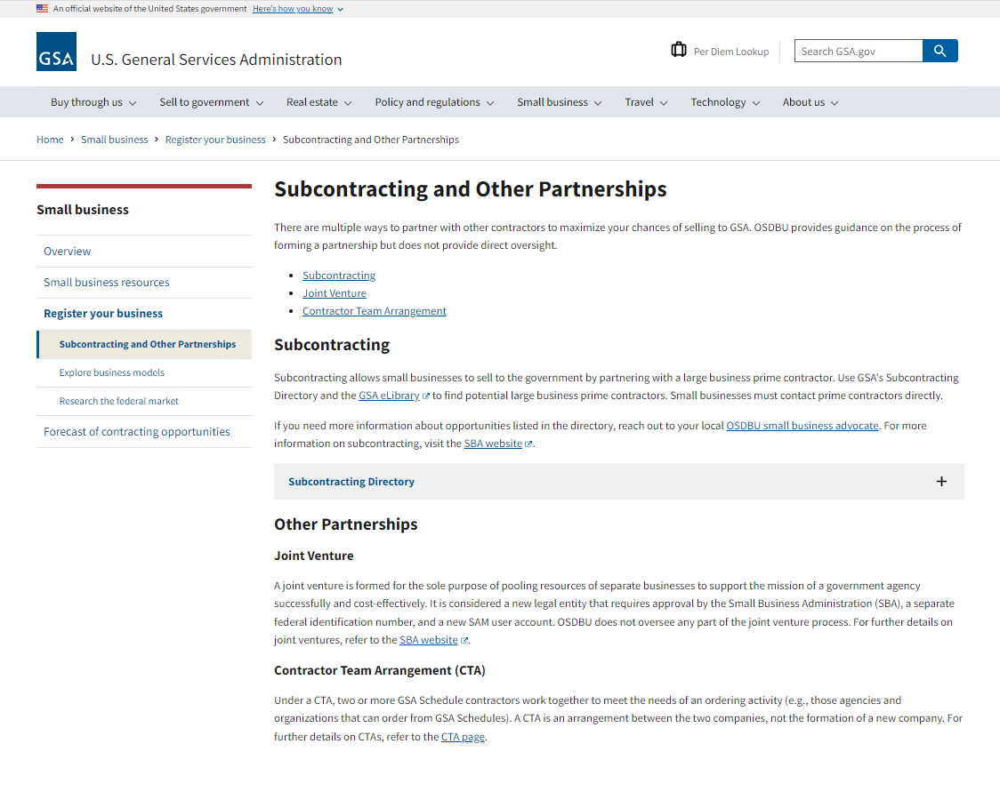 An official website of the United States government Here's how you know
GSA
U.S. General Services Administration
Per Diem Lookup
Search GSA.gov
Buy through us
Sell to government
Real estate
Policy and regulations
Small business
Travel
Technology
About us
Home › Small business › Register your business › Subcontracting and Other Partnerships
Small business
Overview
Small business resources
Register your business
Subcontracting and Other Partnerships
Explore business models
Research the federal market
Forecast of contracting opportunities
Subcontracting and Other Partnerships
There are multiple ways to partner with other contractors to maximize your chances of selling to GSA. OSDBU provides guidance on the process of
forming a partnership but does not provide direct oversight.
• Subcontracting
• Joint Venture
• Contractor Team Arrangement
Subcontracting
Subcontracting allows small businesses to sell to the government by partnering with a large business prime contractor. Use GSA's Subcontracting
Directory and the GSA eLibrary to find potential large business prime contractors. Small businesses must contact prime contractors directly.
If you need more information about opportunities listed in the directory, reach out to your local OSDBU small business advocate. For more
information on subcontracting, visit the SBA website.
Subcontracting Directory +
Other Partnerships
Joint Venture
A joint venture is formed for the sole purpose of pooling resources of separate businesses to support the mission of a government agency
successfully and cost-effectively. It is considered a new legal entity that requires approval by the Small Business Administration (SBA), a separate
federal identification number, and a new SAM user account. OSDBU does not oversee any part of the joint venture process. For further details on
joint ventures, refer to the SBA website.
Contractor Team Arrangement (CTA)
Under a CTA, two or more GSA Schedule contractors work together to meet the needs of an ordering activity (e.g., those agencies and
organizations that can order from GSA Schedules). A CTA is an arrangement between the two companies, not the formation of a new company. For
further details on CTAs, refer to the CTA page.